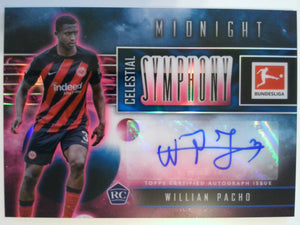 MIDNIGHT
CELESTIAL
SYMPHONY
BUNDESLIGA
Indeed
TOPPS CERTIFIED AUTOGRAPH ISSUE
RC
WILLIAN PACHO